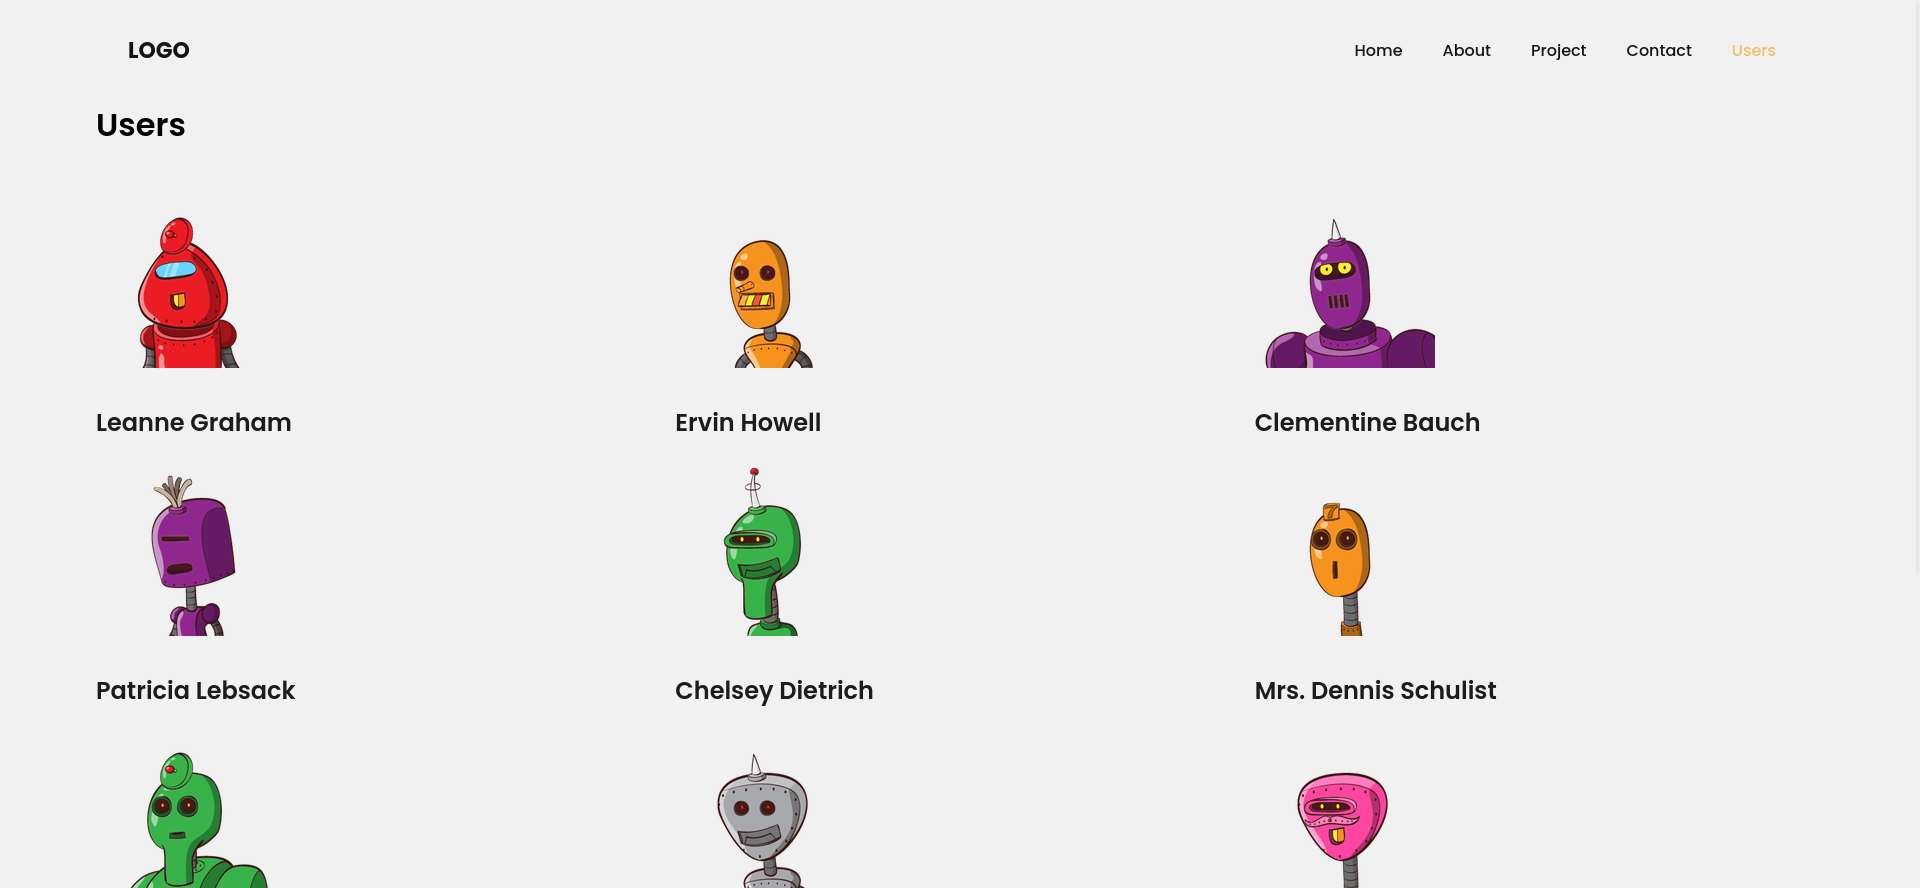 LOGO
Home About Project Contact Users
Users
Leanne Graham
Ervin Howell
Clementine Bauch
7
Patricia Lebsack
Chelsey Dietrich
Mrs. Dennis Schulist